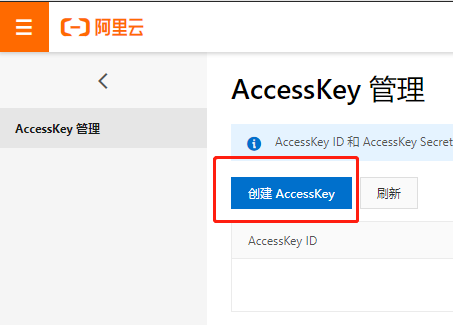 阿里云
AccessKey 管理
AccessKey 管理
AccessKey ID 和 AccessKey Secret
创建 AccessKey
刷新
AccessKey ID